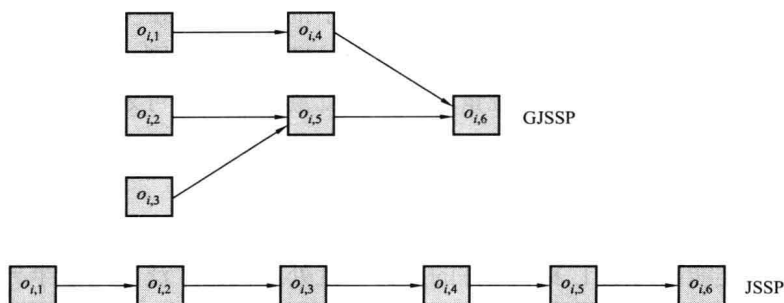 o_{i,1} o_{i,4}
o_{i,2} o_{i,5} o_{i,6} GJSSP
o_{i,3}
o_{i,1} o_{i,2} o_{i,3} o_{i,4} o_{i,5} o_{i,6} JSSP